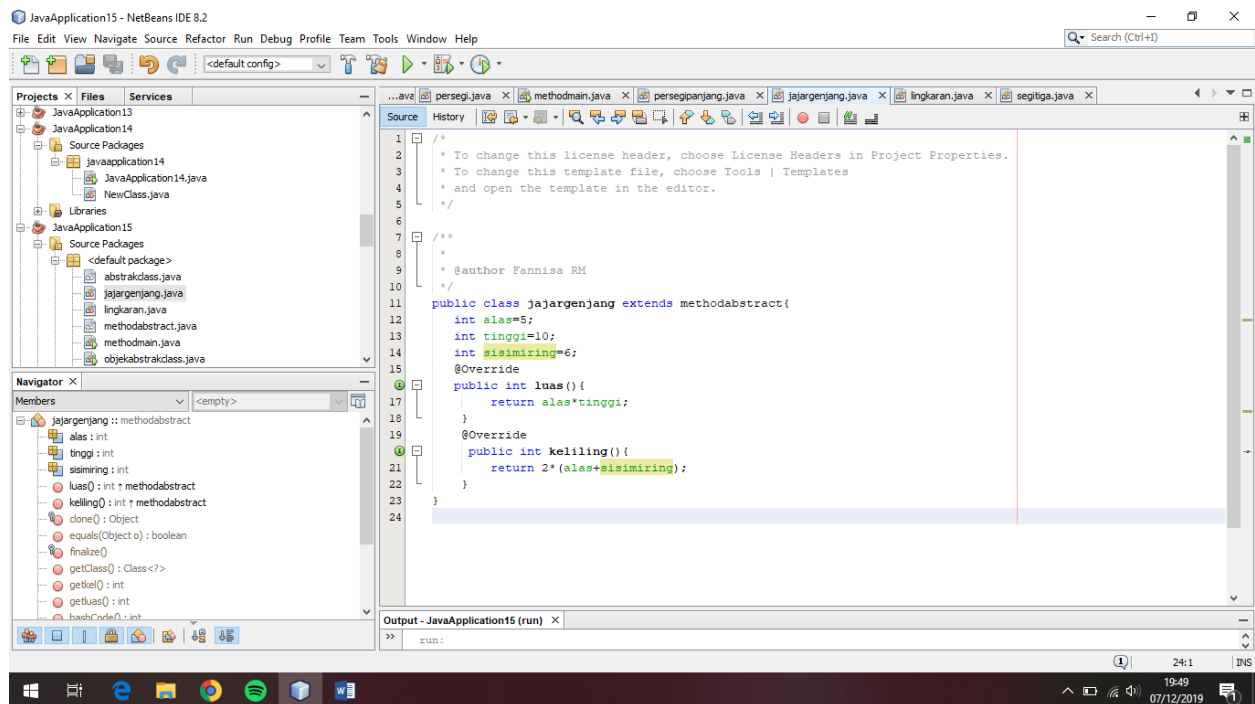 JavaApplication15 - NetBeans IDE 8.2
File Edit View Navigate Source Refactor Run Debug Profile Team Tools Window Help
Search (Ctrl+I)
<default config>
Projects Files Services
JavaApplication13
JavaApplication14
Source Packages
javaapplication14
JavaApplication14.java
NewClass.java
Libraries
JavaApplication15
Source Packages
<default package>
abstrakclass.java
jajargenjang.java
lingkaran.java
methodabstract.java
methodmain.java
objekabstrakclass.java
Navigator
Members <empty>
jajargenjang :: methodabstract
alas : int
tinggi : int
sisimiring : int
luas() : int ↑ methodabstract
keliling() : int ↑ methodabstract
clone() : Object
equals(Object o) : boolean
finalize()
getClass() : Class<?>
getkel() : int
getluas() : int
hashCode() : int
...ava persegi.java methodmain.java persegipanjang.java jajargenjang.java lingkaran.java segitiga.java
Source History
1 /*
2 * To change this license header, choose License Headers in Project Properties.
3 * To change this template file, choose Tools | Templates
4 * and open the template in the editor.
5 */
6
7 /**
8 *
9 * @author Fannisa RM
10 */
11 public class jajargenjang extends methodabstract{
12 int alas=5;
13 int tinggi=10;
14 int sisimiring=6;
15 @Override
public int luas(){
17 return alas*tinggi;
18 }
19 @Override
public int keliling(){
21 return 2*(alas+sisimiring);
22 }
23 }
24
Output - JavaApplication15 (run)
>> run:
1 24:1 INS
19:49
07/12/2019